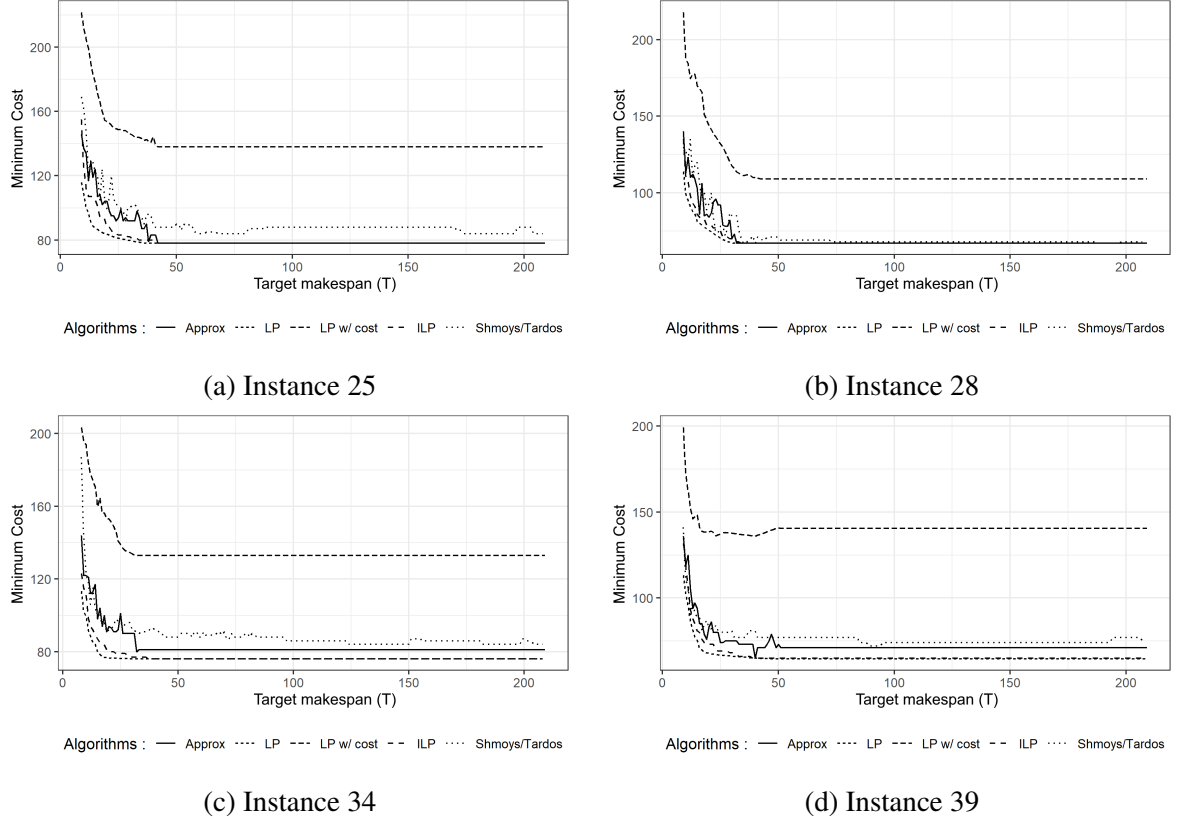 200
160
120
80
Minimum Cost
0 50 100 150 200
Target makespan (T)
Algorithms : Approx LP LP w/ cost ILP Shmoys/Tardos
(a) Instance 25
200
150
100
Minimum Cost
0 50 100 150 200
Target makespan (T)
Algorithms : Approx LP LP w/ cost ILP Shmoys/Tardos
(b) Instance 28
200
160
120
80
Minimum Cost
0 50 100 150 200
Target makespan (T)
Algorithms : Approx LP LP w/ cost ILP Shmoys/Tardos
(c) Instance 34
200
150
100
Minimum Cost
0 50 100 150 200
Target makespan (T)
Algorithms : Approx LP LP w/ cost ILP Shmoys/Tardos
(d) Instance 39